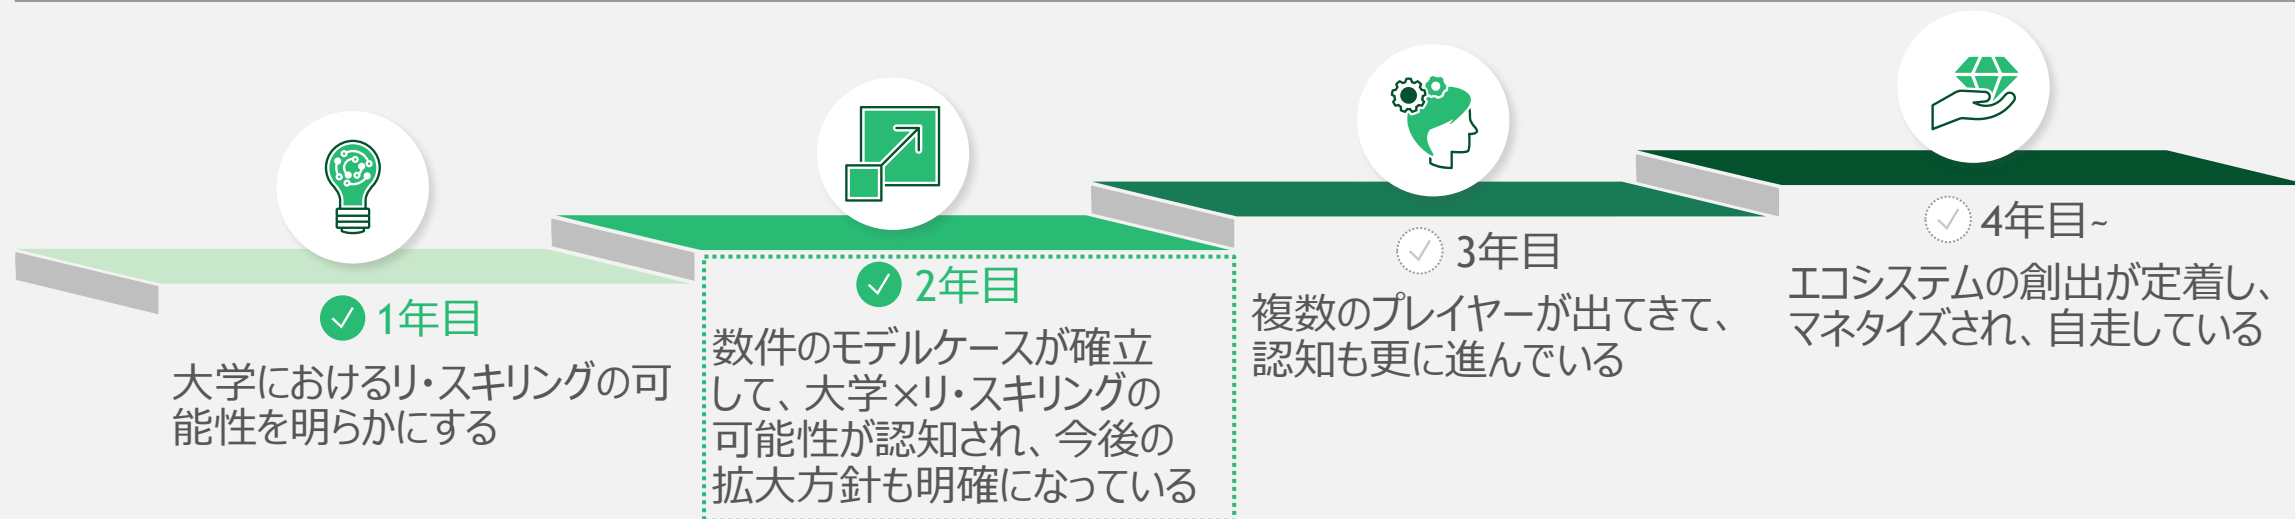 1年目
大学におけるリ・スキリングの可
能性を明らかにする
2年目
数件のモデルケースが確立
して、大学×リ・スキリングの
可能性が認知され、今後の
拡大方針も明確になっている
3年目
複数のプレイヤーが出てきて、
認知も更に進んでいる
4年目~
エコシステムの創出が定着し、
マネタイズされ、自走している